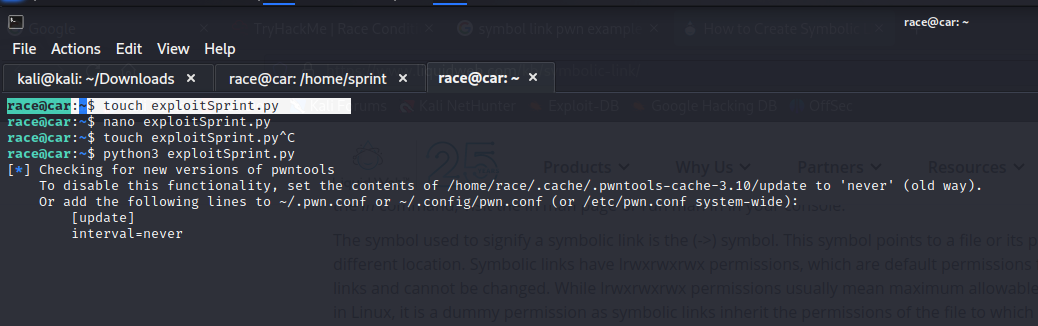 Google
TryHackMe | Race Condi
symbol link pwn exampl
How to Create Symboli
race@car: ~
File Actions Edit View Help
kali@kali: ~/Downloads
race@car: /home/sprint
race@car: ~
race@car:~$ touch exploitSprint.py
Forums
Exploit-DB
Google Hacking DB
OffSec
race@car:~$ nano exploitSprint.py
race@car:~$ touch exploitSprint.py^C
race@car:~$ python3 exploitSprint.py
25
Products
Why Us
Partners
Resources
[*] Checking for new versions of pwntools
To disable this functionality, set the contents of /home/race/.cache/.pwntools-cache-3.10/update to 'never' (old way).
Or add the following lines to ~/.pwn.conf or ~/.config/pwn.conf (or /etc/pwn.conf system-wide):
[update]
interval=never
The symbol used to signify a symbolic link is the (->) symbol. This symbol points to a file or its p
different location. Symbolic links have lrwxrwxrwx permissions, which are default permissions
links and cannot be changed. While lrwxrwxrwx permissions usually mean maximum allowable
in Linux, it is a dummy permission as symbolic links inherit the permissions of the file to which